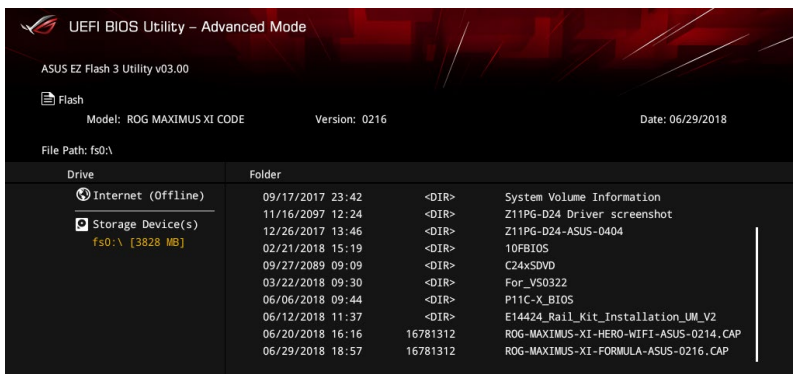 UEFI BIOS Utility – Advanced Mode
ASUS EZ Flash 3 Utility v03.00
Flash
Model: ROG MAXIMUS XI CODE Version: 0216 Date: 06/29/2018
File Path: fs0:\
Drive Folder
Internet (Offline) 09/17/2017 23:42 <DIR> System Volume Information
11/16/2097 12:24 <DIR> Z11PG-D24 Driver screenshot
Storage Device(s) 12/26/2017 13:46 <DIR> Z11PG-D24-ASUS-0404
fs0:\ [3828 MB] 02/21/2018 15:19 <DIR> 10FBIOS
09/27/2089 09:09 <DIR> C24xSDVD
03/22/2018 09:30 <DIR> For_VS0322
06/06/2018 09:44 <DIR> P11C-X_BIOS
06/12/2018 11:37 <DIR> E14424_Rail_Kit_Installation_UM_V2
06/20/2018 16:16 16781312 ROG-MAXIMUS-XI-HERO-WIFI-ASUS-0214.CAP
06/29/2018 18:57 16781312 ROG-MAXIMUS-XI-FORMULA-ASUS-0216.CAP